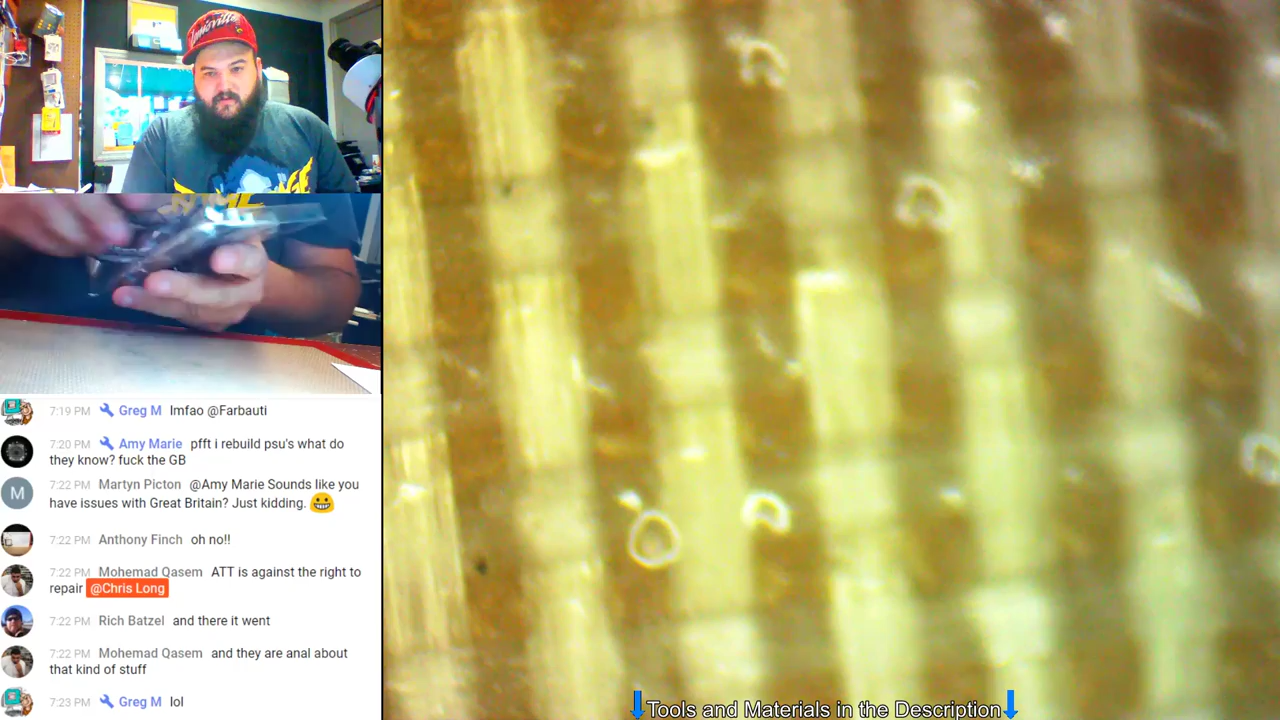 Louisville
7:19 PM Greg M lmfao @Farbauti
7:20 PM Amy Marie pfft i rebuild psu's what do
they know? fuck the GB
M
7:22 PM Martyn Picton @Amy Marie Sounds like you
have issues with Great Britain? Just kidding. 😀
7:22 PM Anthony Finch oh no!!
7:22 PM Mohemad Qasem ATT is against the right to
repair @Chris Long
7:22 PM Rich Batzel and there it went
7:22 PM Mohemad Qasem and they are anal about
that kind of stuff
7:23 PM Greg M lol
Tools and Materials in the Description